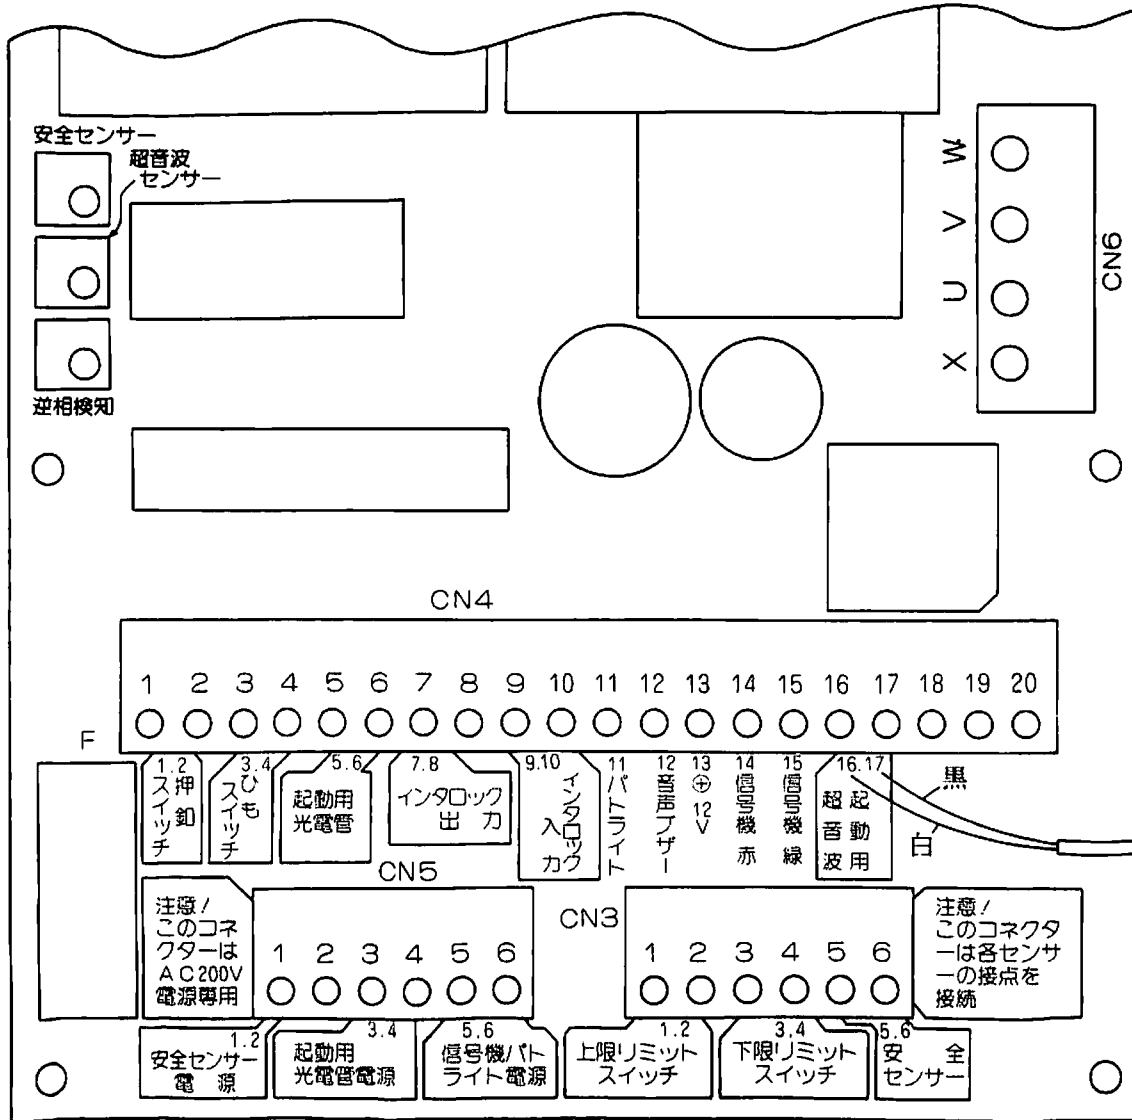 安全センサー
超音波
センサー
逆相検知
W
V
U
X
CN6
CN4
1 2 3 4 5 6 7 8 9 10 11 12 13 14 15 16 17 18 19 20
F
1.2
押釦
スイッチ
3.4
ひも
スイッチ
5.6
起動用
光電管
7.8
インタロック
出力
9.10
インタロック
入力
11
パトライト
12
音声ブザー
13
⊕12V
14
信号機 赤
15
信号機 緑
16.17
起動用
超音波
黒
白
CN5
注意!
このコネ
クターは
AC200V
電源専用
1 2 3 4 5 6
CN3
1 2 3 4 5 6
注意!
このコネクタ
ーは各センサ
ーの接点を
接続
1.2
安全センサー
電源
3.4
起動用
光電管電源
5.6
信号機パト
ライト電源
1.2
上限リミット
スイッチ
3.4
下限リミット
スイッチ
5.6
安全
センサー